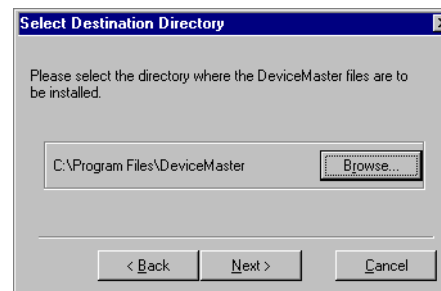 Select Destination Directory
Please select the directory where the DeviceMaster files are to
be installed.
C:\Program Files\DeviceMaster
Browse...
< Back
Next >
Cancel